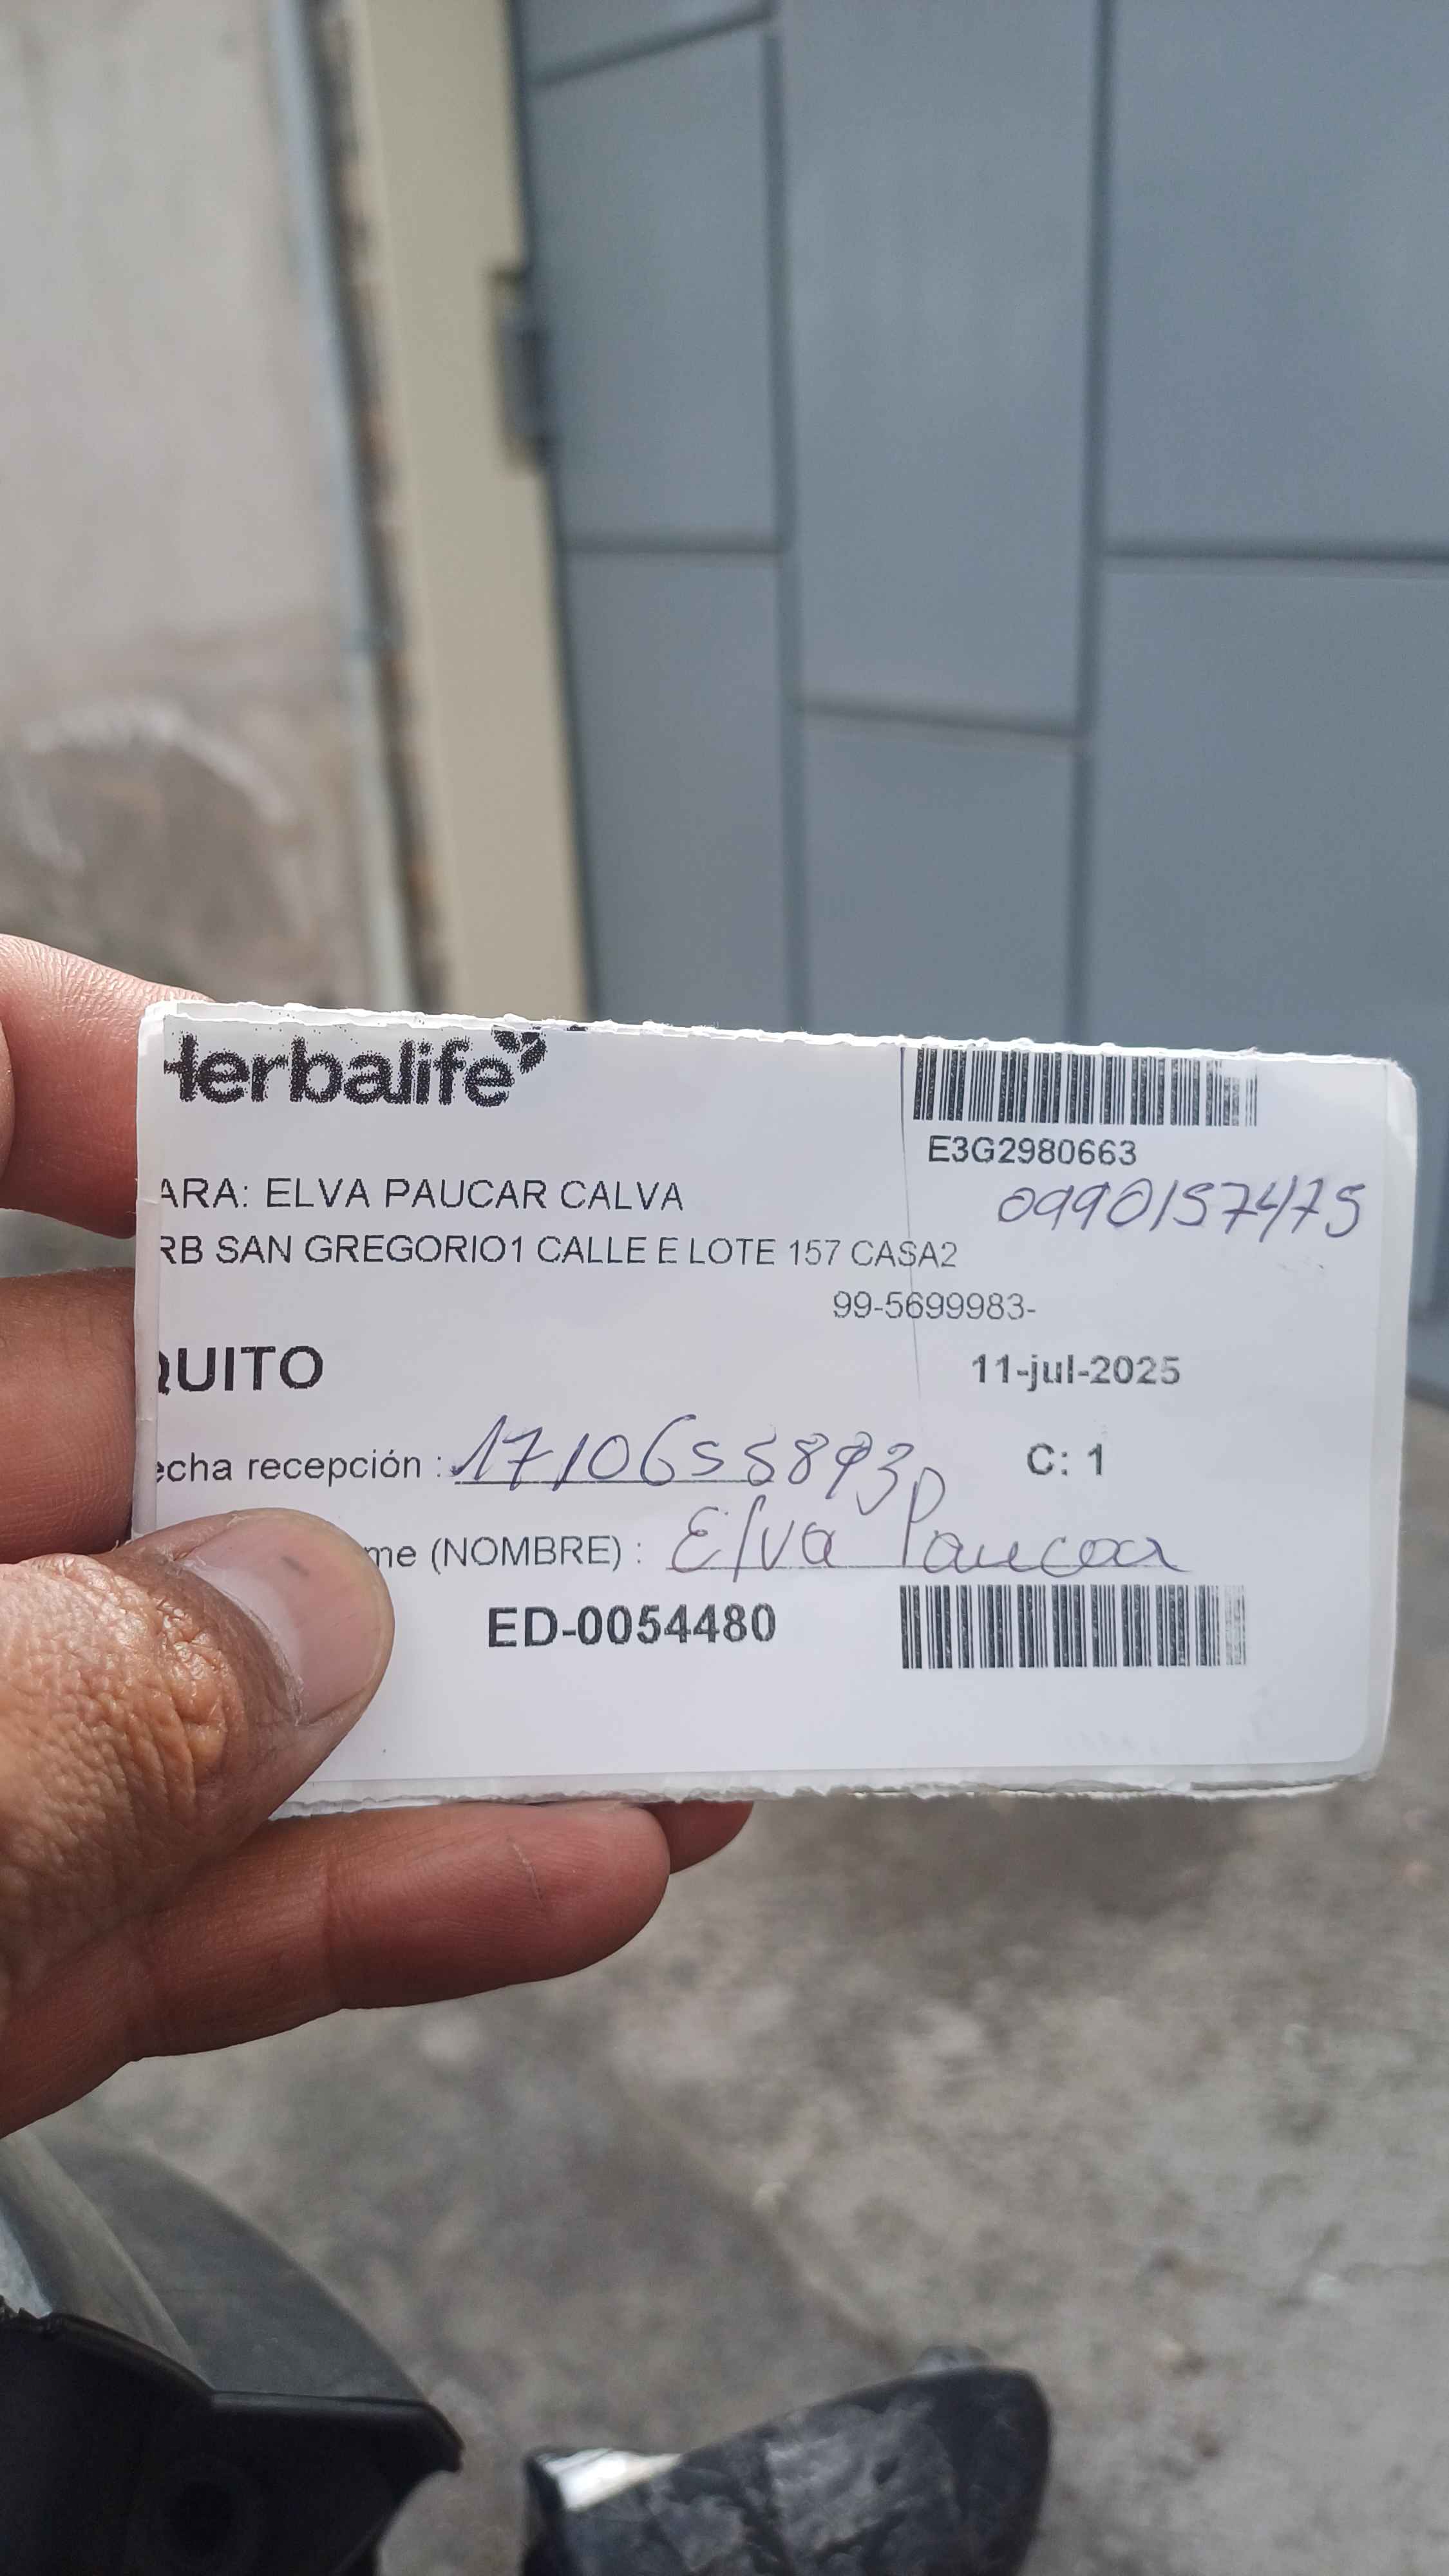 Herbalife
E3G2980663
ARA: ELVA PAUCAR CALVA
0990157475
RB SAN GREGORIO1 CALLE E LOTE 157 CASA2
99-5699983-
QUITO
11-jul-2025
echa recepción : 1710655893
C: 1
me (NOMBRE) : Elva Paucar
ED-0054480